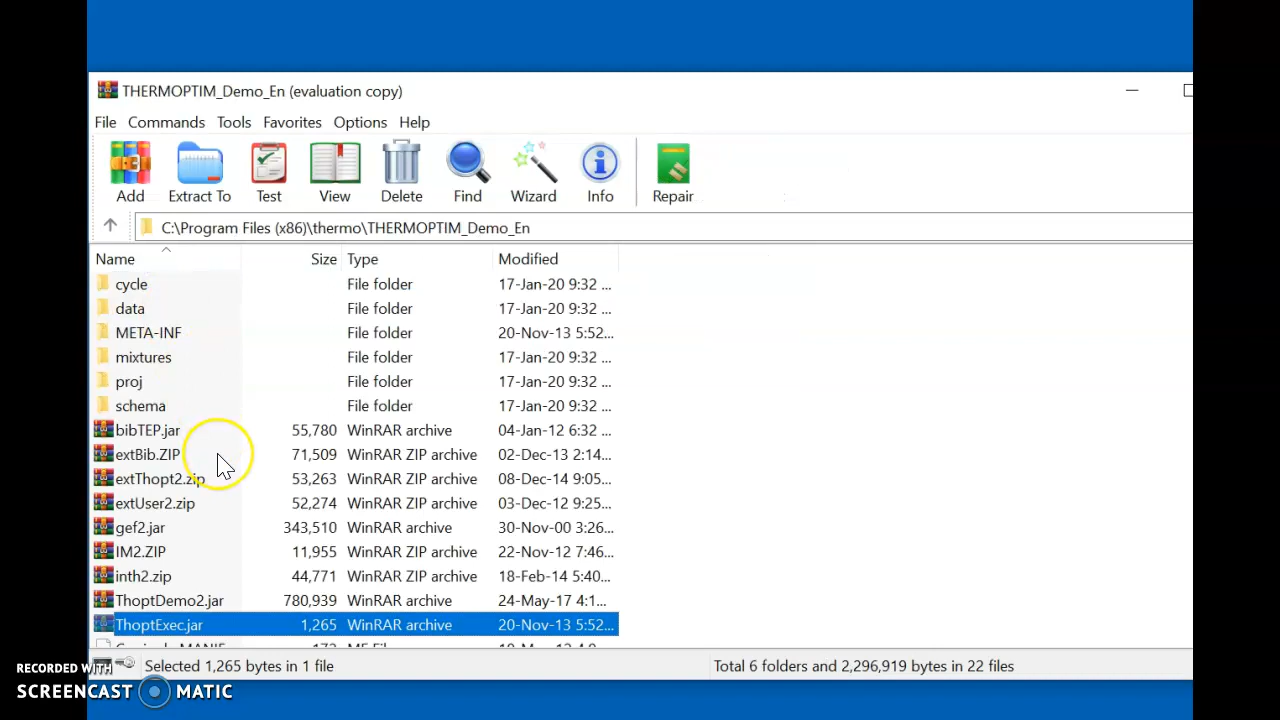 THERMOPTIM_Demo_En (evaluation copy)
File Commands Tools Favorites Options Help
Add Extract To Test View Delete Find Wizard Info Repair
C:\Program Files (x86)\thermo\THERMOPTIM_Demo_En
Name Size Type Modified
cycle File folder 17-Jan-20 9:32 ...
data File folder 17-Jan-20 9:32 ...
META-INF File folder 20-Nov-13 5:52...
mixtures File folder 17-Jan-20 9:32 ...
proj File folder 17-Jan-20 9:32 ...
schema File folder 17-Jan-20 9:32 ...
bibTEP.jar 55,780 WinRAR archive 04-Jan-12 6:32 ...
extBib.ZIP 71,509 WinRAR ZIP archive 02-Dec-13 2:14...
extThopt2.zip 53,263 WinRAR ZIP archive 08-Dec-14 9:05...
extUser2.zip 52,274 WinRAR ZIP archive 03-Dec-12 9:25...
gef2.jar 343,510 WinRAR archive 30-Nov-00 3:26...
IM2.ZIP 11,955 WinRAR ZIP archive 22-Nov-12 7:46...
inth2.zip 44,771 WinRAR ZIP archive 18-Feb-14 5:40...
ThoptDemo2.jar 780,939 WinRAR archive 24-May-17 4:1...
ThoptExec.jar 1,265 WinRAR archive 20-Nov-13 5:52...
Selected 1,265 bytes in 1 file Total 6 folders and 2,296,919 bytes in 22 files
RECORDED WITH
SCREENCAST MATIC